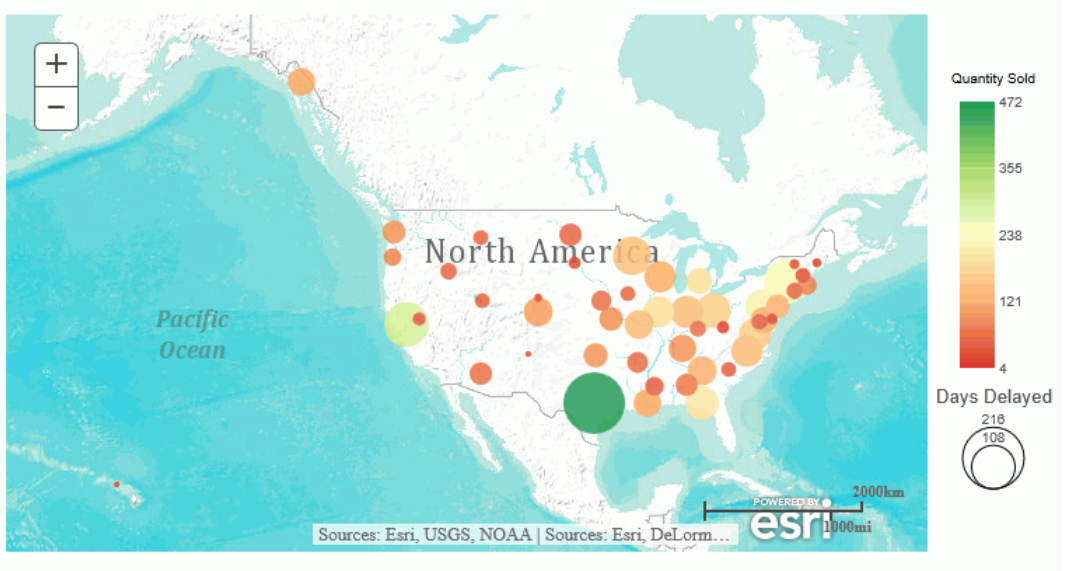 +
−
North America
Pacific
Ocean
Quantity Sold
472
355
238
121
4
Days Delayed
216
108
2000km
1000mi
POWERED BY
esri
Sources: Esri, USGS, NOAA | Sources: Esri, DeLorm...